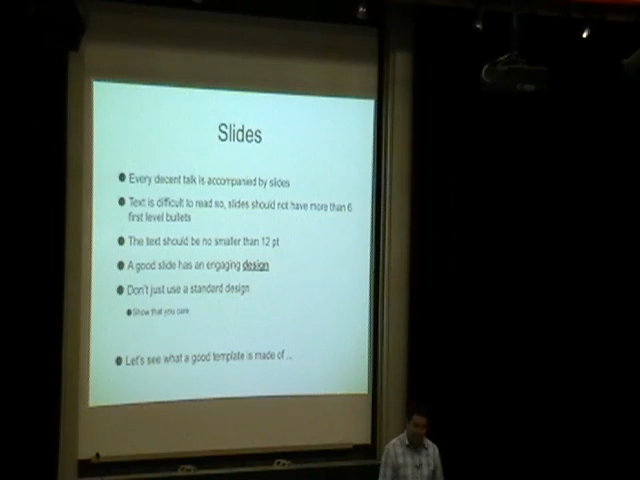 Slides
Every decent talk is accompanied by slides
Text is difficult to read so, slides should not have more than 6
first level bullets
The text should be no smaller than 12 pt
A good slide has an engaging design
Don't just use a standard design
Show that you care
Let's see what a good template is made of ...